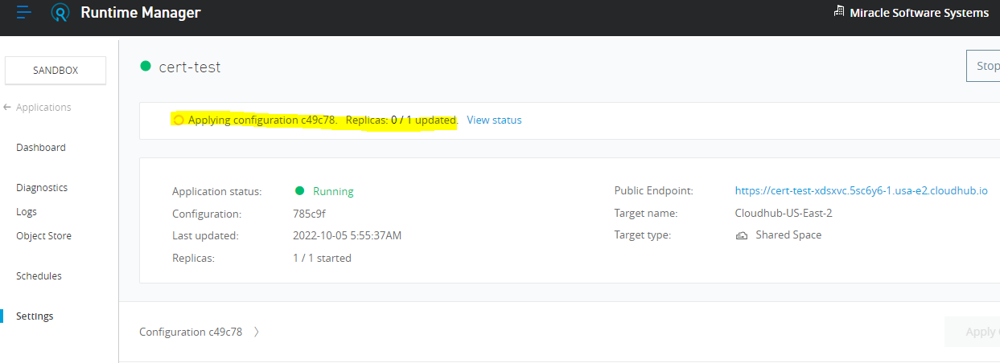 Runtime Manager
Miracle Software Systems
SANDBOX
Applications
Dashboard
Diagnostics
Logs
Object Store
Schedules
Settings
cert-test
Stop
Applying configuration c49c78. Replicas: 0 / 1 updated. View status
Application status: Running
Configuration: 785c9f
Last updated: 2022-10-05 5:55:37AM
Replicas: 1 / 1 started
Public Endpoint: https://cert-test-xdsxvc.5sc6y6-1.usa-e2.cloudhub.io
Target name: Cloudhub-US-East-2
Target type: Shared Space
Configuration c49c78
Apply